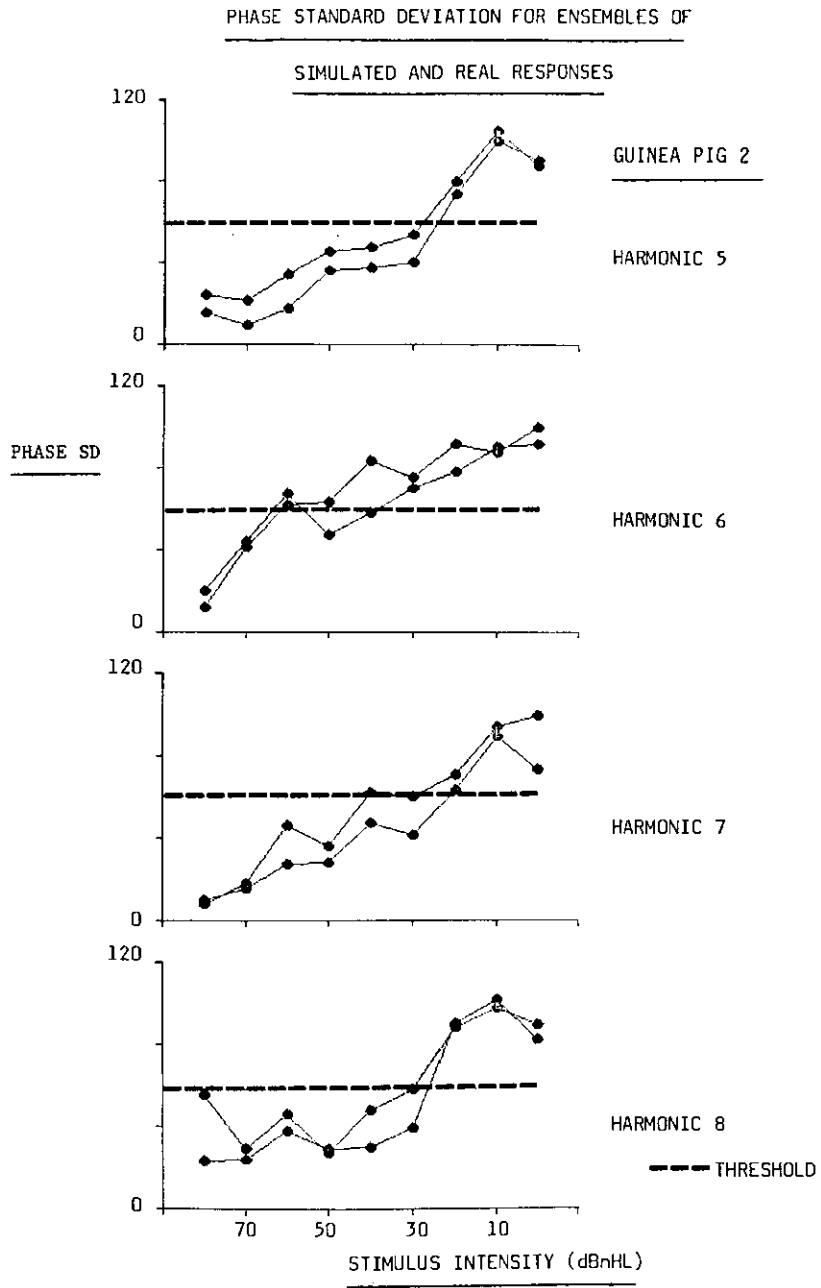 PHASE STANDARD DEVIATION FOR ENSEMBLES OF
SIMULATED AND REAL RESPONSES
120
GUINEA PIG 2
HARMONIC 5
0
120
PHASE SD
HARMONIC 6
0
120
HARMONIC 7
0
120
HARMONIC 8
THRESHOLD
0
70 50 30 10
STIMULUS INTENSITY (dBnHL)